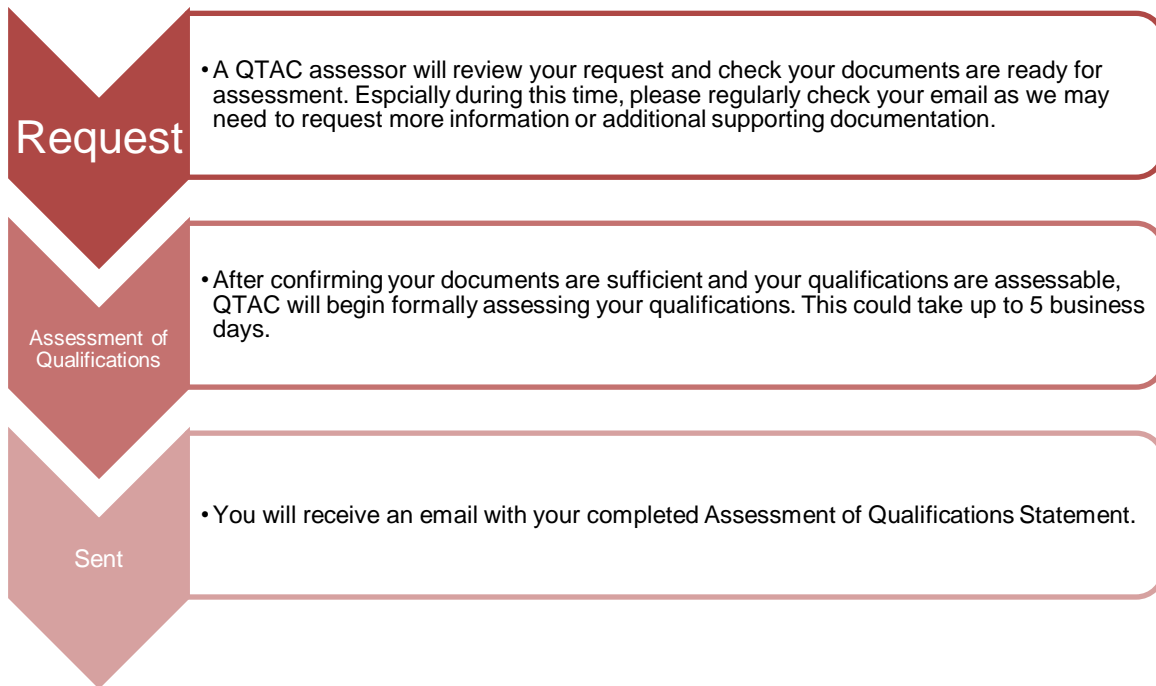 Request
• A QTAC assessor will review your request and check your documents are ready for
assessment. Espcially during this time, please regularly check your email as we may
need to request more information or additional supporting documentation.
Assessment of
Qualifications
• After confirming your documents are sufficient and your qualifications are assessable,
QTAC will begin formally assessing your qualifications. This could take up to 5 business
days.
Sent
• You will receive an email with your completed Assessment of Qualifications Statement.